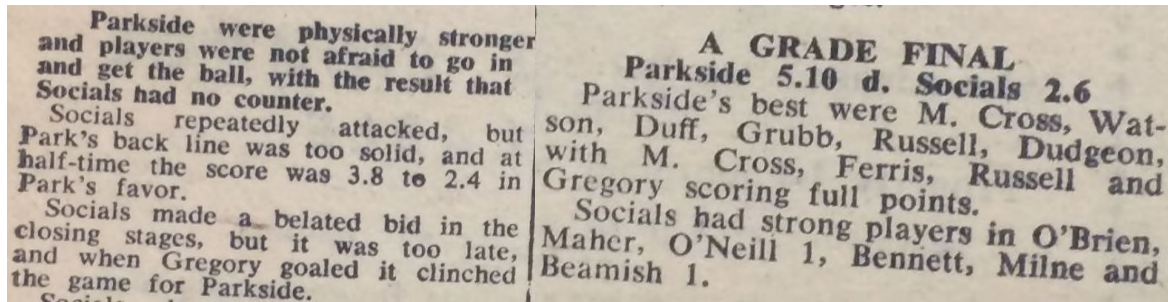 Parkside were physically stronger
and players were not afraid to go in
and get the ball, with the result that
Socials had no counter.
Socials repeatedly attacked, but
Park's back line was too solid, and at
half-time the score was 3.8 to 2.4 in
Park's favor.
Socials made a belated bid in the
closing stages, but it was too late,
and when Gregory goaled it clinched
the game for Parkside.
A GRADE FINAL
Parkside 5.10 d. Socials 2.6
Parkside's best were M. Cross, Wat-
son, Duff, Grubb, Russell, Dudgeon,
with M. Cross, Ferris, Russell and
Gregory scoring full points.
Socials had strong players in O'Brien,
Maher, O'Neill 1, Bennett, Milne and
Beamish 1.